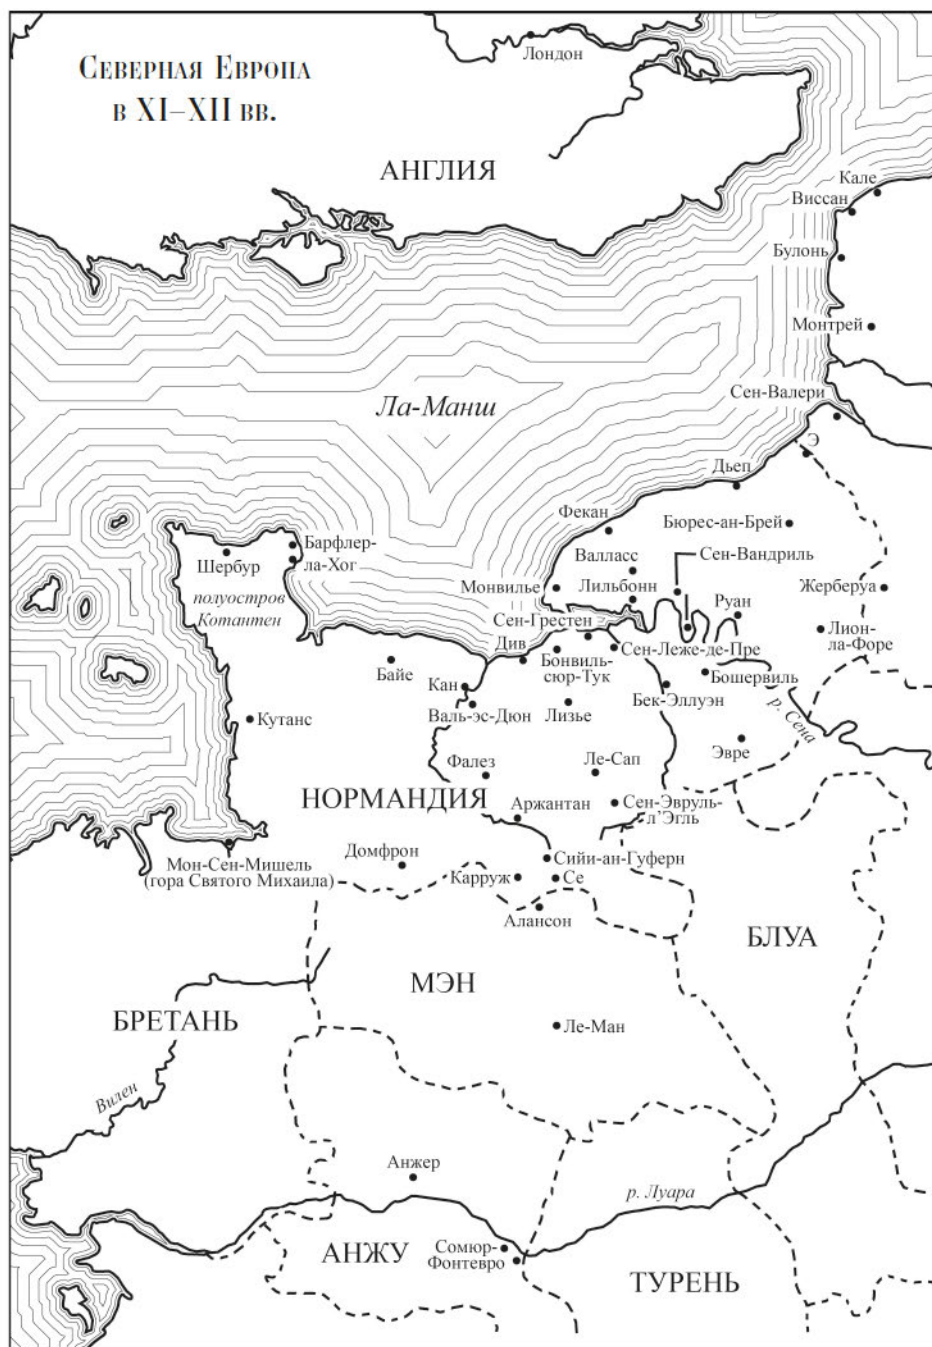 Северная Европа
в XI–XII вв.
Лондон
АНГЛИЯ
Кале
Виссан
Булонь
Монтрей
Ла-Манш
Сен-Валери
Э
Дьеп
Фекан
Бюрес-ан-Брей
Барфлер-
ла-Хог
Шербур
Валласс
Сен-Вандриль
полуостров
Котантен
Монвилье
Лильбонн
Жерберуа
Руан
Сен-Грестен
Лион-
ла-Форе
Див
Сен-Леже-де-Пре
Бонвиль-
сюр-Тук
Байе
Бошервиль
Кан
Бек-Эллуэн
Валь-эс-Дюн
Лизье
р. Сена
Кутанс
Эвре
Фалез
Ле-Сап
НОРМАНДИЯ
Аржантан
Сен-Эвруль-
л'Эгль
Мон-Сен-Мишель
(гора Святого Михаила)
Домфрон
Сийи-ан-Гуферн
Карруж
Се
Алансон
БЛУА
МЭН
БРЕТАНЬ
Ле-Ман
Вилен
Анжер
р. Луара
АНЖУ
Сомюр-
Фонтевро
ТУРЕНЬ